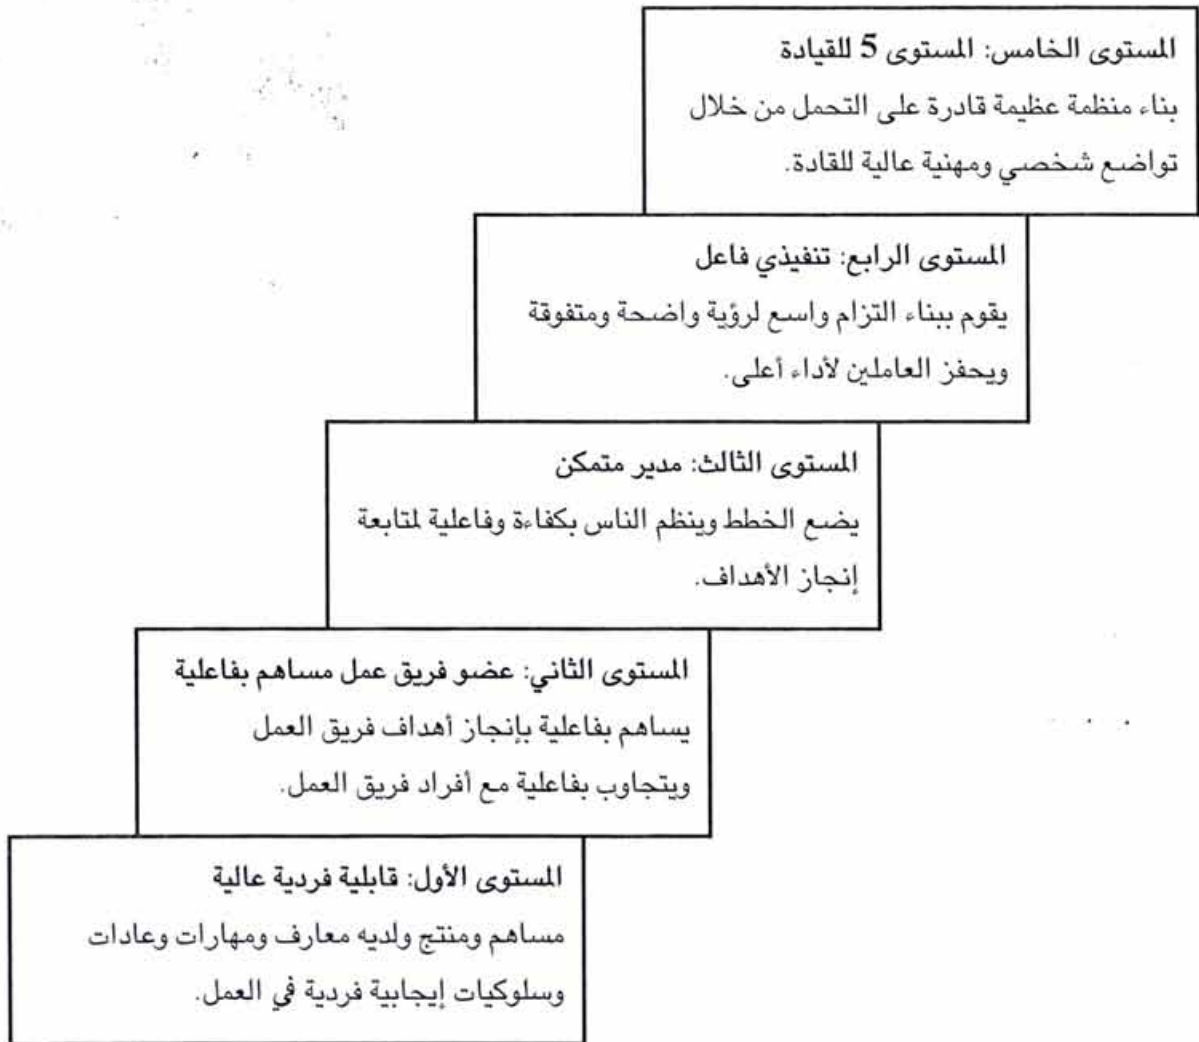 المستوى الخامس: المستوى 5 للقيادة
بناء منظمة عظيمة قادرة على التحمل من خلال
تواضع شخصي ومهنية عالية للقادة.
المستوى الرابع: تنفيذي فاعل
يقوم ببناء التزام واسع لرؤية واضحة ومتفوقة
ويحفز العاملين لأداء أعلى.
المستوى الثالث: مدير متمكن
يضع الخطط وينظم الناس بكفاءة وفاعلية لمتابعة
إنجاز الأهداف.
المستوى الثاني: عضو فريق عمل مساهم بفاعلية
يساهم بفاعلية بإنجاز أهداف فريق العمل
ويتجاوب بفاعلية مع أفراد فريق العمل.
المستوى الأول: قابلية فردية عالية
مساهم ومنتج ولديه معارف ومهارات وعادات
وسلوكيات إيجابية فردية في العمل.